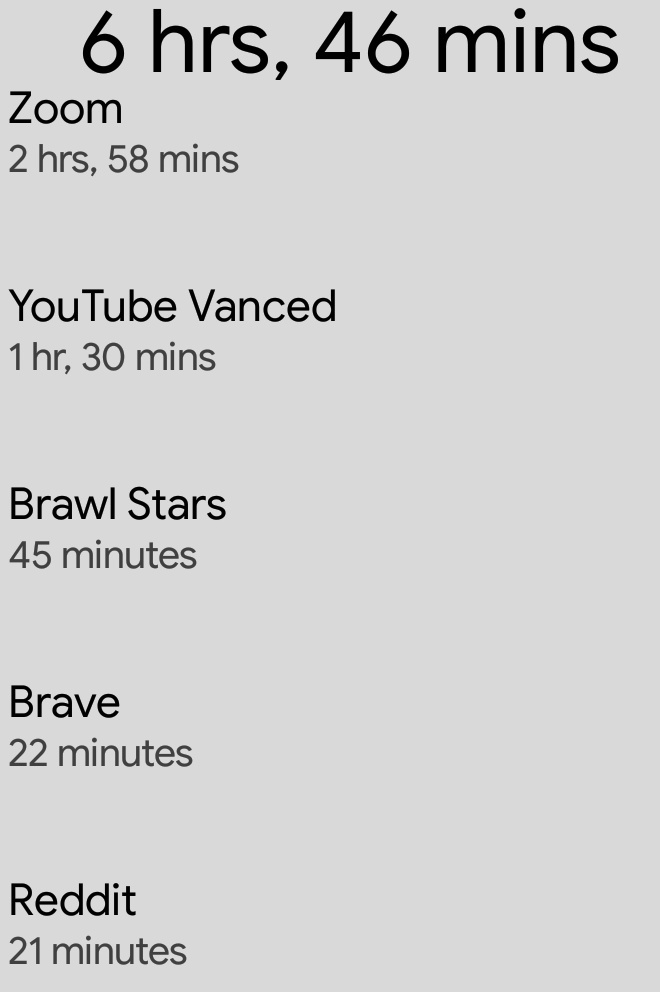 6 hrs, 46 mins
Zoom
2 hrs, 58 mins
YouTube Vanced
1 hr, 30 mins
Brawl Stars
45 minutes
Brave
22 minutes
Reddit
21 minutes